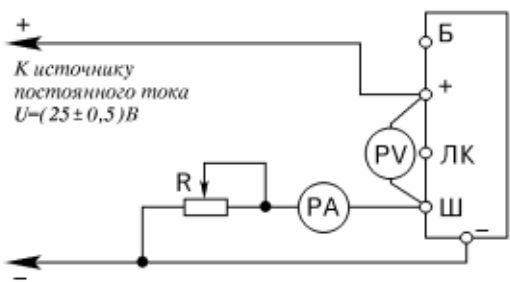 +
К источнику
постоянного тока
U=(25±0,5)В
Б
+
PV
ЛК
R
PA
Ш
−
−